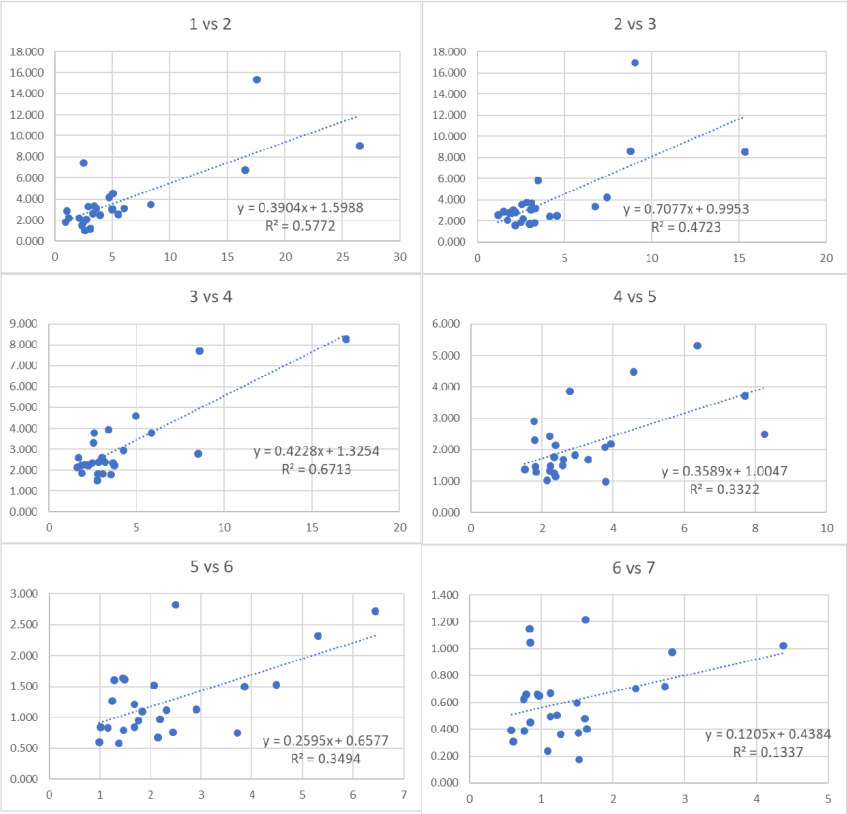 1 vs 2
18.000
16.000
14.000
12.000
10.000
8.000
6.000
4.000
2.000
0.000
y = 0.3904x + 1.5988
R² = 0.5772
0 5 10 15 20 25 30
2 vs 3
18.000
16.000
14.000
12.000
10.000
8.000
6.000
4.000
2.000
0.000
y = 0.7077x + 0.9953
R² = 0.4723
0 5 10 15 20
3 vs 4
9.000
8.000
7.000
6.000
5.000
4.000
3.000
2.000
1.000
0.000
y = 0.4228x + 1.3254
R² = 0.6713
0 5 10 15 20
4 vs 5
6.000
5.000
4.000
3.000
2.000
1.000
0.000
y = 0.3589x + 1.0047
R² = 0.3322
0 2 4 6 8 10
5 vs 6
3.000
2.500
2.000
1.500
1.000
0.500
0.000
y = 0.2595x + 0.6577
R² = 0.3494
0 1 2 3 4 5 6 7
6 vs 7
1.400
1.200
1.000
0.800
0.600
0.400
0.200
0.000
y = 0.1205x + 0.4384
R² = 0.1337
0 1 2 3 4 5